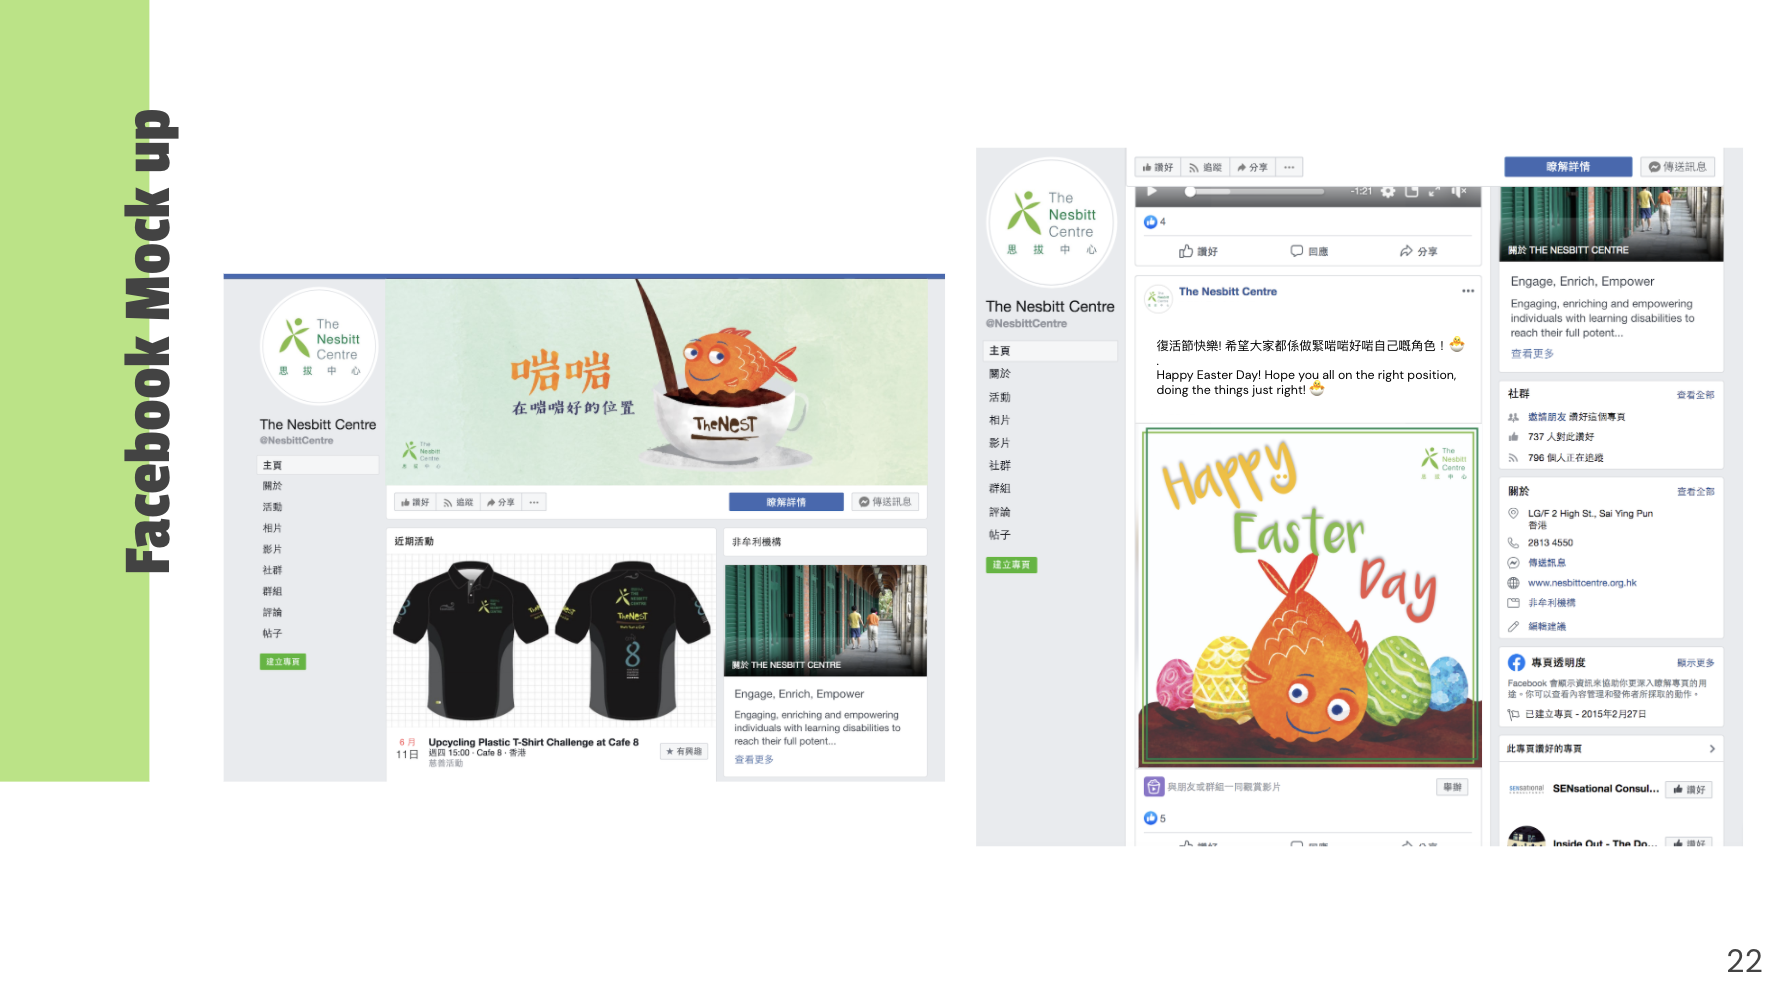 Facebook Mock up
The
Nesbitt
Centre
思 拔 中 心
The Nesbitt Centre
@NesbittCentre
主頁
關於
活動
相片
影片
社群
群組
評論
帖子
建立專頁
啱啱
在啱啱好的位置
TheNEST
The
Nesbitt
Centre
讚好 追蹤 分享 ···
瞭解詳情
傳送訊息
近期活動
TheNEST
8
6 月
11日
Upcycling Plastic T-Shirt Challenge at Cafe 8
週四 15:00 · Cafe 8 · 香港
慈善活動
★ 有興趣
非牟利機構
關於 THE NESBITT CENTRE
Engage, Enrich, Empower
Engaging, enriching and empowering
individuals with learning disabilities to
reach their full potent...
查看更多
The
Nesbitt
Centre
思 拔 中 心
The Nesbitt Centre
@NesbittCentre
主頁
關於
活動
相片
影片
社群
群組
評論
帖子
建立專頁
讚好 追蹤 分享 ···
瞭解詳情
傳送訊息
-1:21
4
讚好 回應 分享
The Nesbitt Centre
復活節快樂! 希望大家都係做緊啱啱好啱自己嘅角色！🐣
.
Happy Easter Day! Hope you all on the right position,
doing the things just right! 🐣
Happy
Easter
Day
The
Nesbitt
Centre
與朋友或群組一同觀賞影片
舉辦
5
讚好 回應 分享
關於 THE NESBITT CENTRE
Engage, Enrich, Empower
Engaging, enriching and empowering
individuals with learning disabilities to
reach their full potent...
查看更多
社群 查看全部
邀請朋友 讚好這個專頁
737 人對此讚好
796 個人正在追蹤
關於 查看全部
LG/F 2 High St., Sai Ying Pun
香港
2813 4550
傳送訊息
www.nesbittcentre.org.hk
非牟利機構
編輯建議
專頁透明度 顯示更多
Facebook 會顯示資訊來協助你更深入瞭解專頁的用
途。你可以查看內容管理和發佈者所採取的動作。
已建立專頁 - 2015年2月27日
此專頁讚好的專頁
SENsational
SENsational Consul... 讚好
Inside Out - The Do... 讚好
22